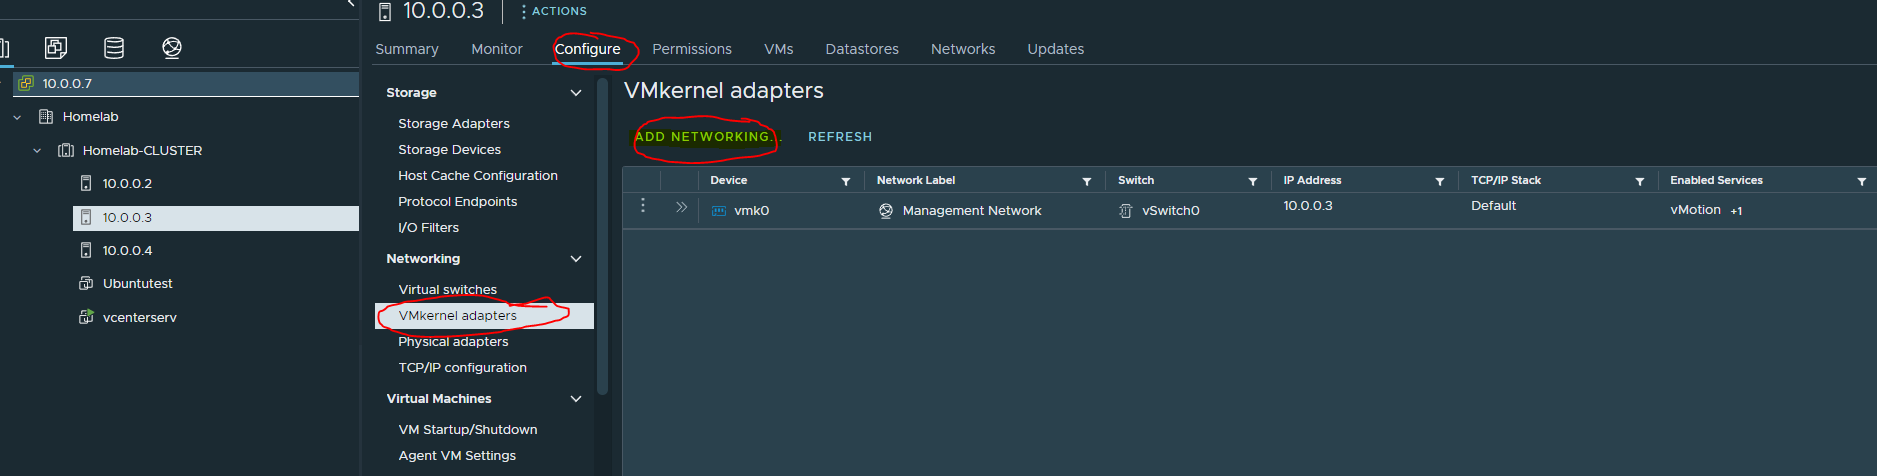 10.0.0.3
ACTIONS
Summary Monitor Configure Permissions VMs Datastores Networks Updates
10.0.0.7
Homelab
Homelab-CLUSTER
10.0.0.2
10.0.0.3
10.0.0.4
Ubuntutest
vcenterserv
Storage
Storage Adapters
Storage Devices
Host Cache Configuration
Protocol Endpoints
I/O Filters
Networking
Virtual switches
VMkernel adapters
Physical adapters
TCP/IP configuration
Virtual Machines
VM Startup/Shutdown
Agent VM Settings
VMkernel adapters
ADD NETWORKING... REFRESH
Device Network Label Switch IP Address TCP/IP Stack Enabled Services
vmk0 Management Network vSwitch0 10.0.0.3 Default vMotion +1